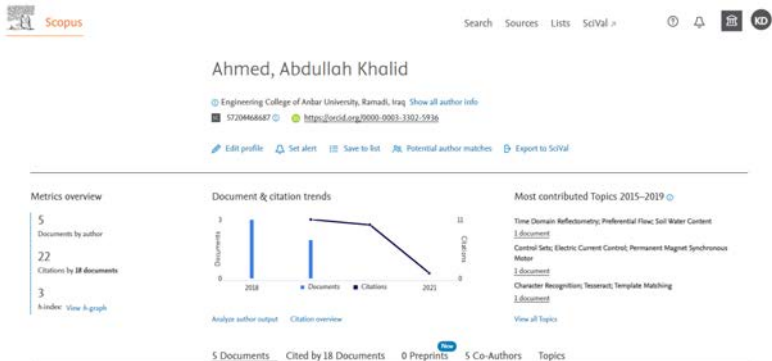 Scopus
Search Sources Lists SciVal
KD
Ahmed, Abdullah Khalid
Engineering College of Anbar University, Ramadi, Iraq Show all author info
57204468687 https://orcid.org/0000-0003-3302-5936
Edit profile Set alert Save to list Potential author matches Export to SciVal
Metrics overview
5
Documents by author
22
Citations by 18 documents
3
h-index: View h-graph
Document & citation trends
3 11
Documents Citations
0 0
2018 Documents Citations 2021
Analyze author output Citation overview
Most contributed Topics 2015–2019
Time Domain Reflectometry; Preferential Flow; Soil Water Content
1 document
Control Sets; Electric Current Control; Permanent Magnet Synchronous
Motor
1 document
Character Recognition; Tesseract; Template Matching
1 document
View all Topics
New
5 Documents Cited by 18 Documents 0 Preprints 5 Co-Authors Topics